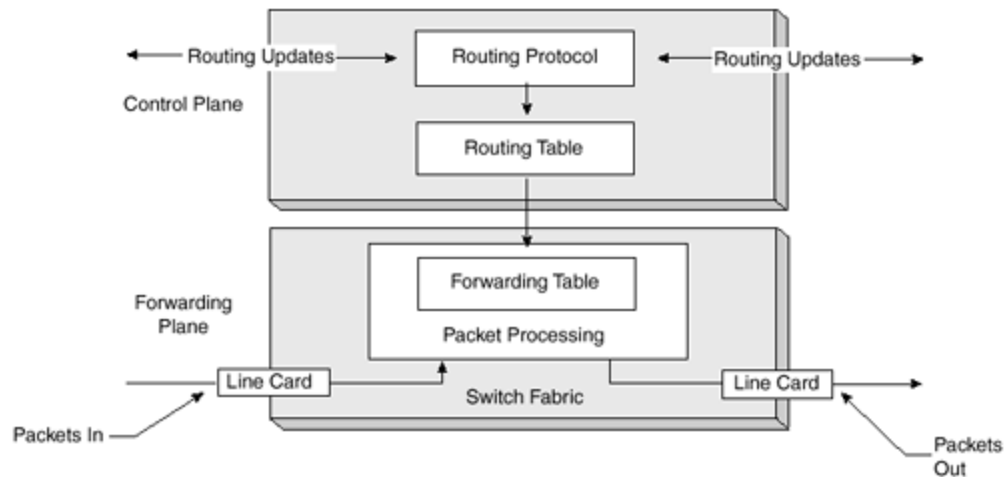 Routing Updates
Routing Protocol
Routing Updates
Control Plane
Routing Table
Forwarding Table
Forwarding
Plane
Packet Processing
Line Card
Line Card
Switch Fabric
Packets In
Packets
Out